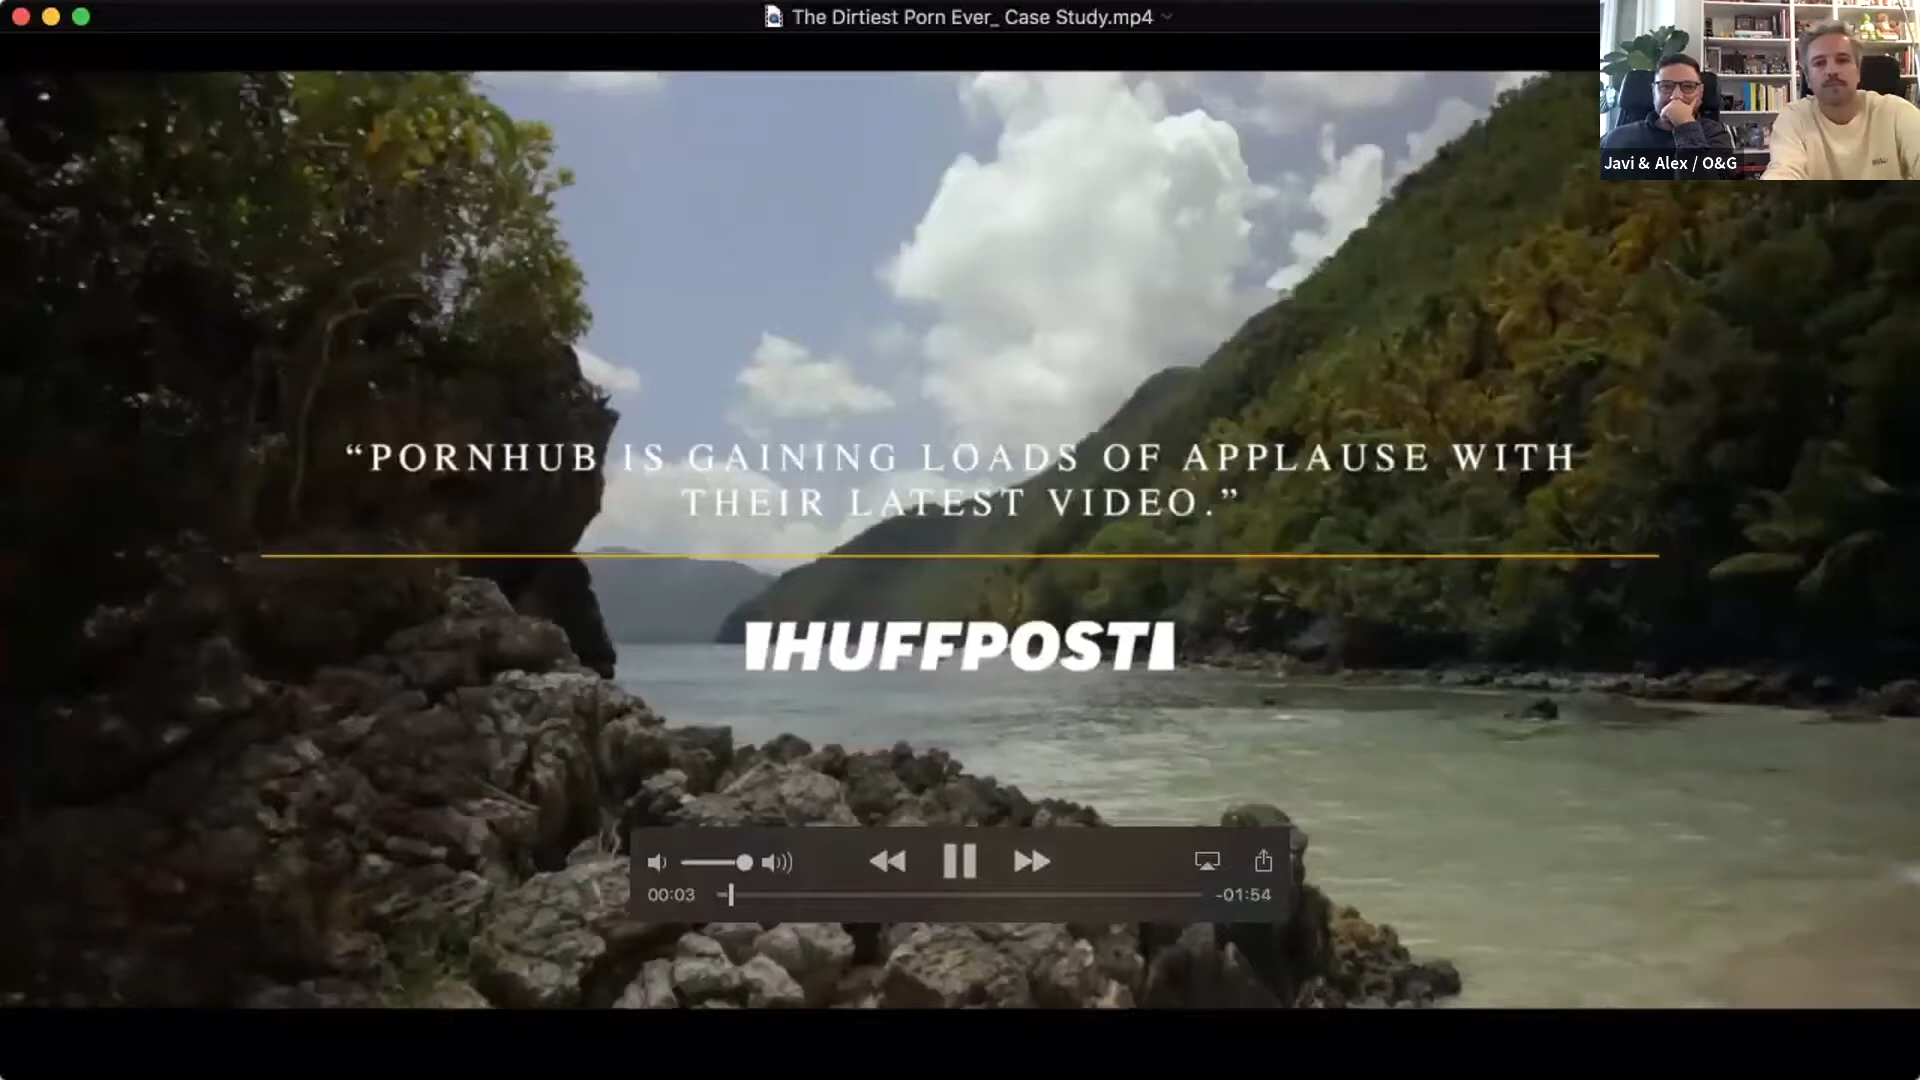 The Dirtiest Porn Ever_ Case Study.mp4
Javi & Alex / O&G
“PORNHUB IS GAINING LOADS OF APPLAUSE WITH
THEIR LATEST VIDEO.”
HUFFPOST
00:03
-01:54